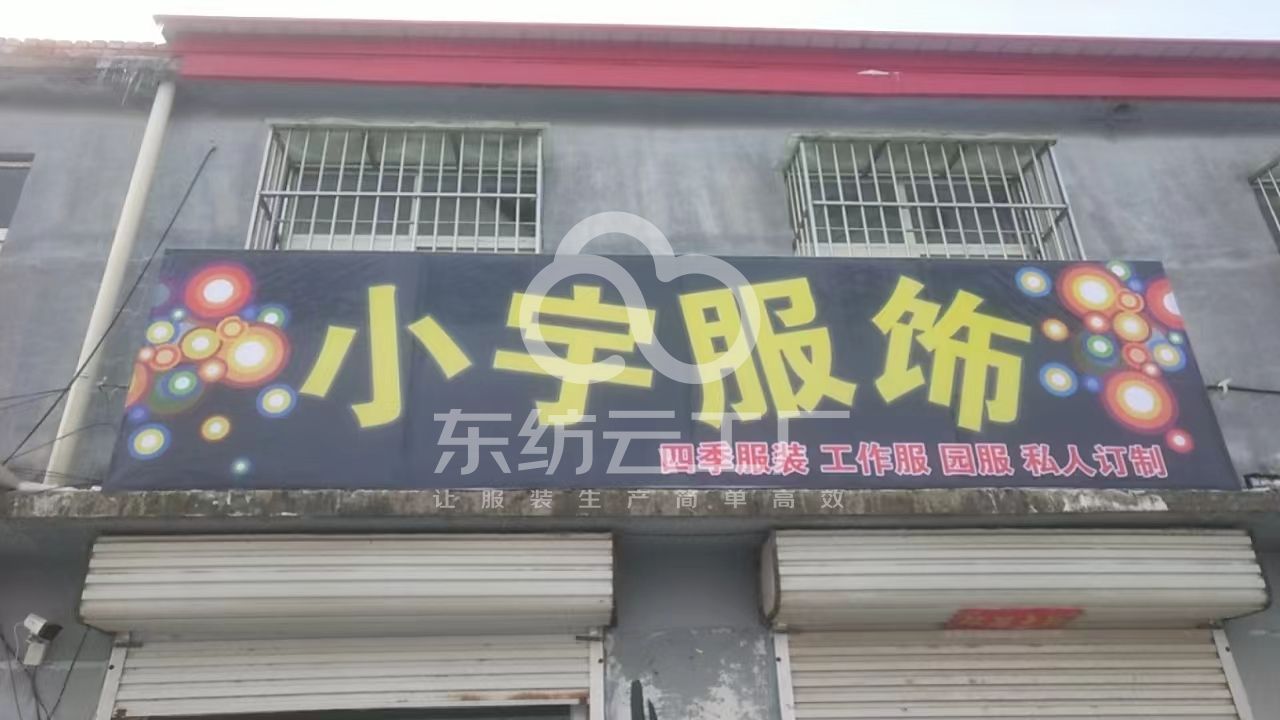 小宇服饰
东纺云工厂
四季服装 工作服 园服 私人订制
让服装生产简单高效